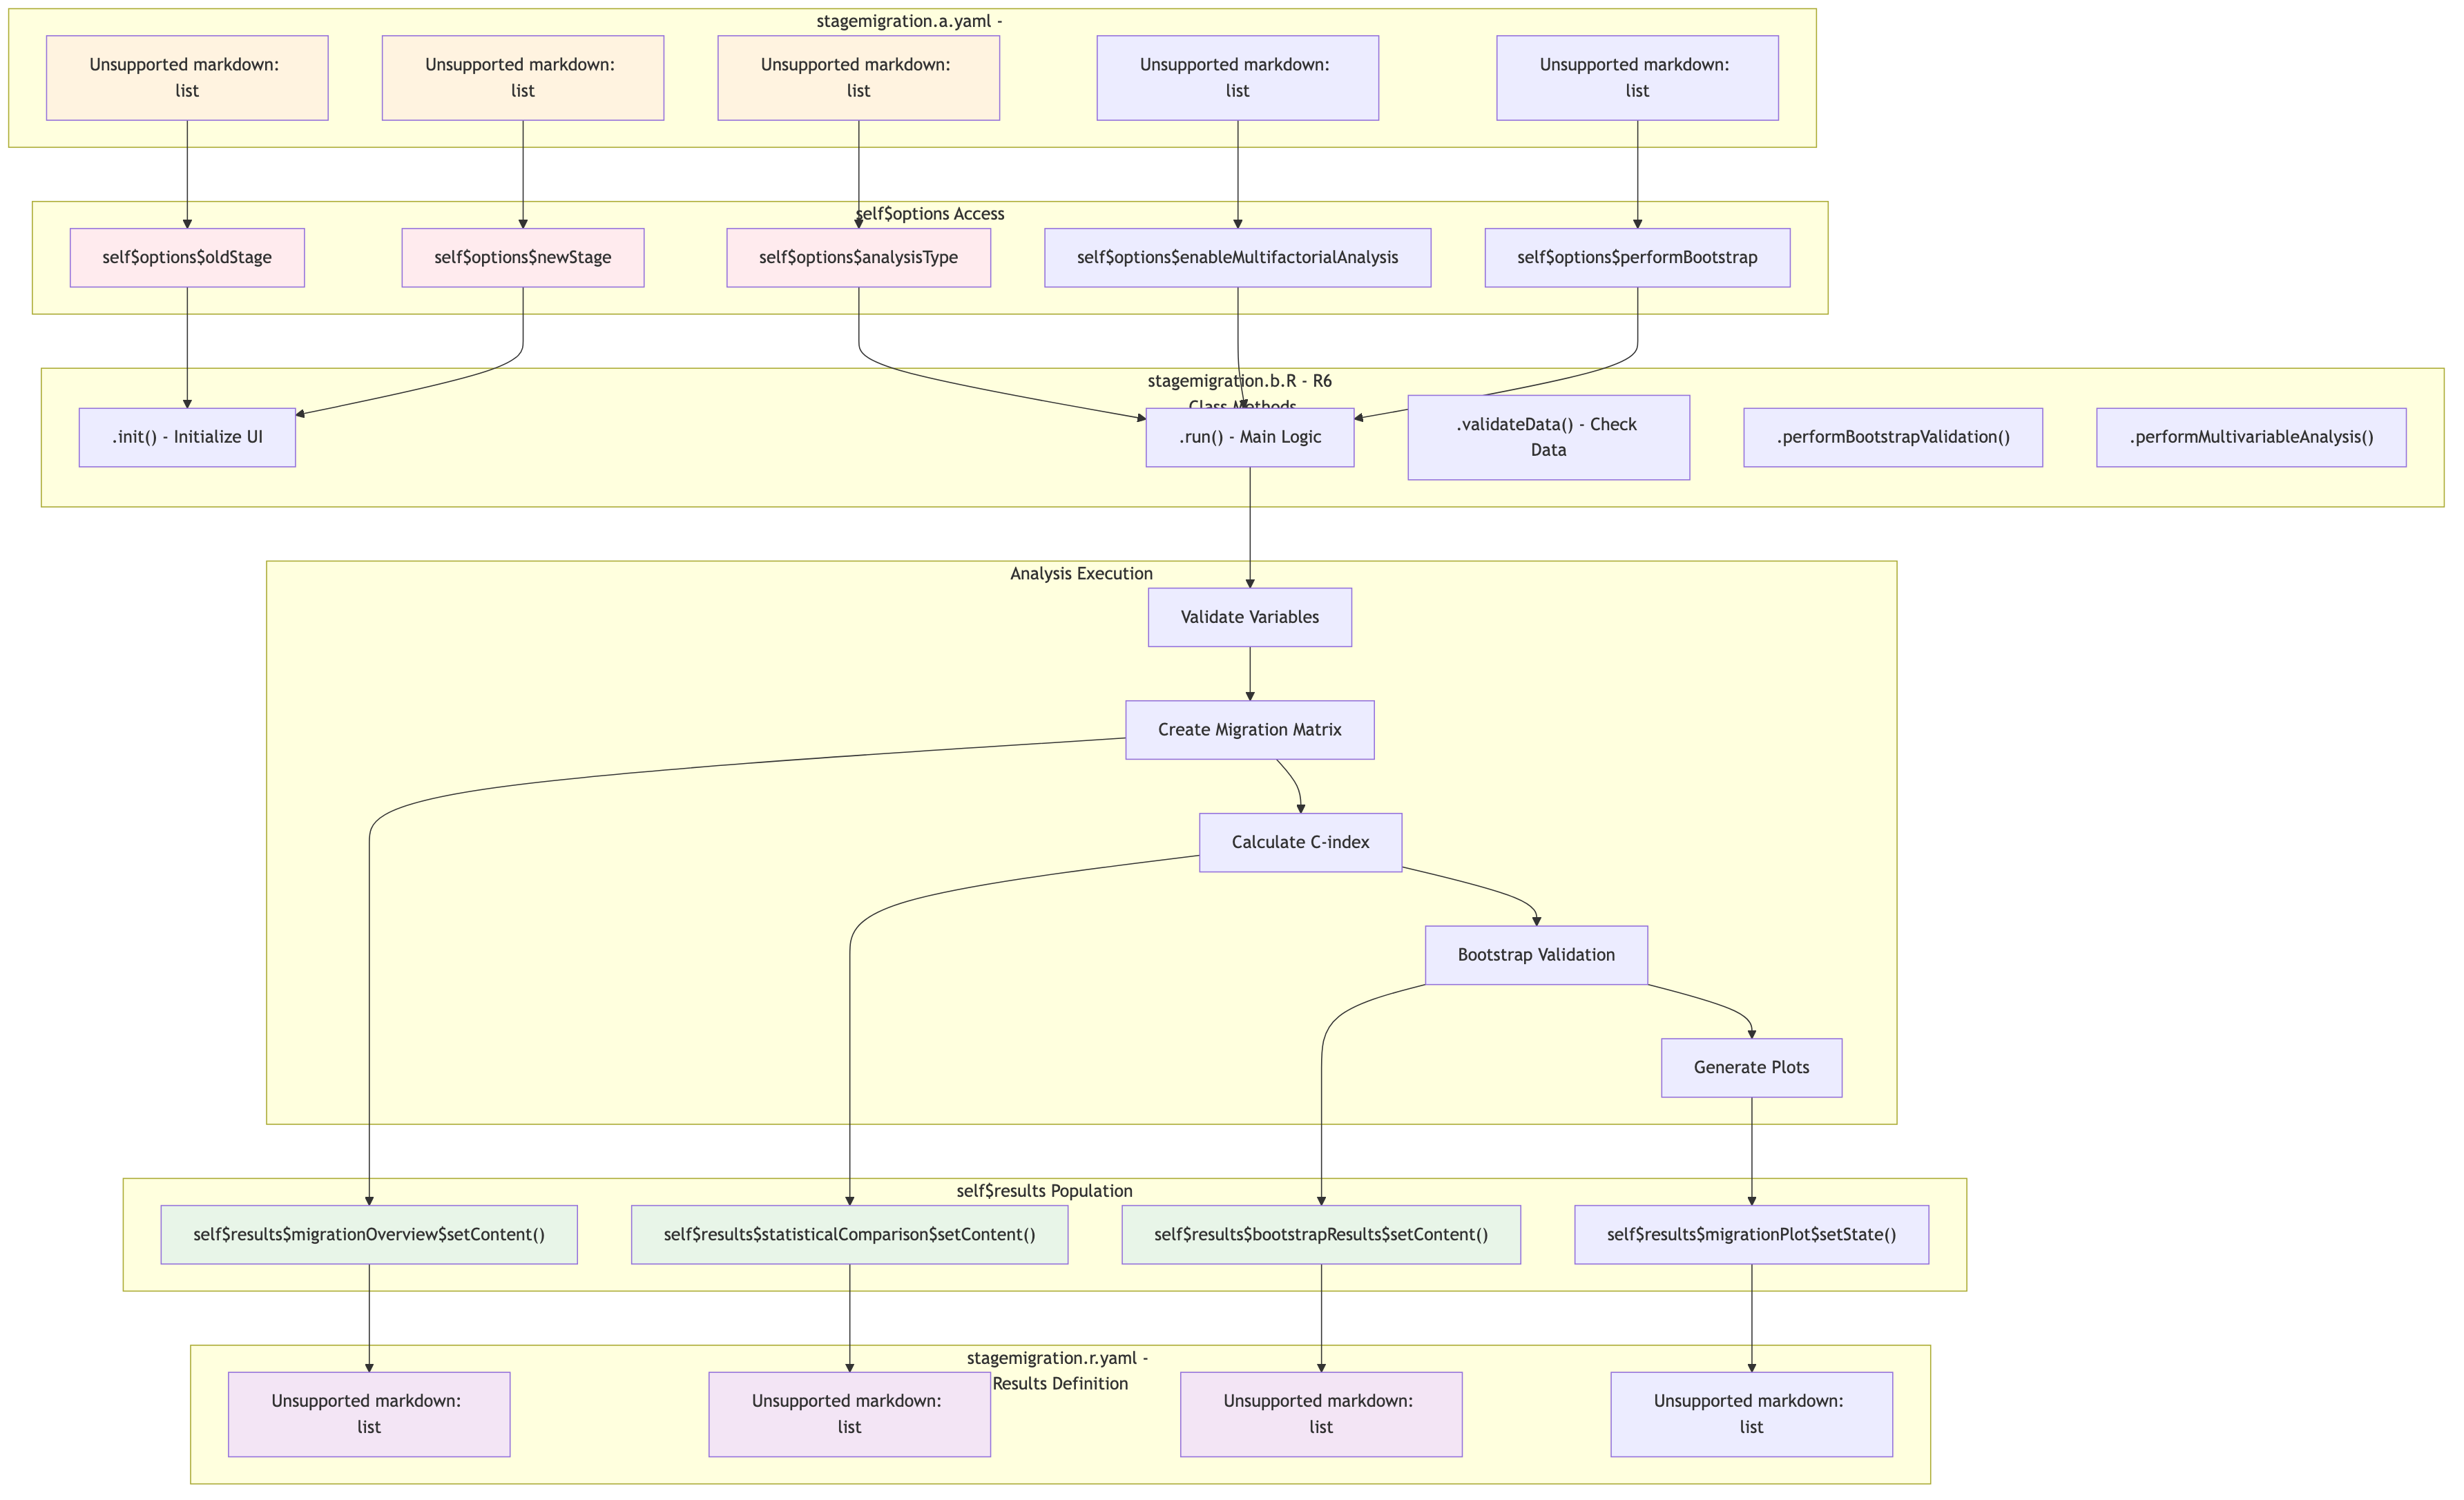 stagemigration.a.yaml -
Unsupported markdown:
list
Unsupported markdown:
list
Unsupported markdown:
list
Unsupported markdown:
list
Unsupported markdown:
list
self$options Access
self$options$oldStage
self$options$newStage
self$options$analysisType
self$options$enableMultifactorialAnalysis
self$options$performBootstrap
stagemigration.b.R - R6
Class Methods
.init() - Initialize UI
.run() - Main Logic
.validateData() - Check
Data
.performBootstrapValidation()
.performMultivariableAnalysis()
Analysis Execution
Validate Variables
Create Migration Matrix
Calculate C-index
Bootstrap Validation
Generate Plots
self$results Population
self$results$migrationOverview$setContent()
self$results$statisticalComparison$setContent()
self$results$bootstrapResults$setContent()
self$results$migrationPlot$setState()
stagemigration.r.yaml -
Results Definition
Unsupported markdown:
list
Unsupported markdown:
list
Unsupported markdown:
list
Unsupported markdown:
list